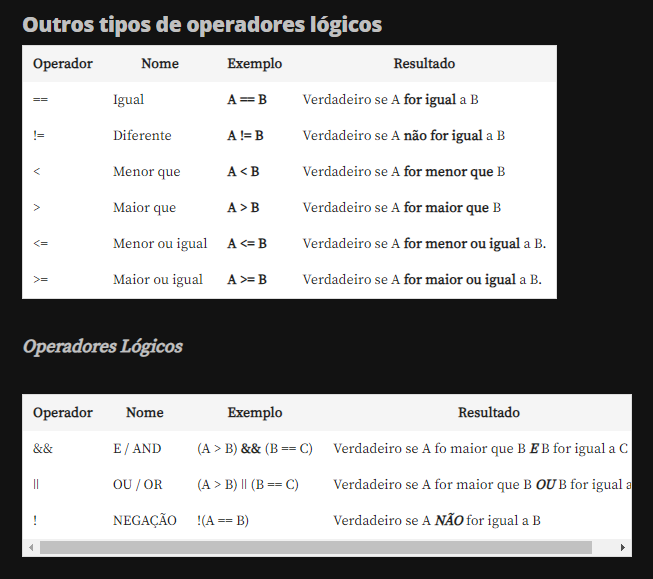 Outros tipos de operadores lógicos
Operador Nome Exemplo Resultado
== Igual A == B Verdadeiro se A for igual a B
!= Diferente A != B Verdadeiro se A não for igual a B
< Menor que A < B Verdadeiro se A for menor que B
> Maior que A > B Verdadeiro se A for maior que B
<= Menor ou igual A <= B Verdadeiro se A for menor ou igual a B.
>= Maior ou igual A >= B Verdadeiro se A for maior ou igual a B.
Operadores Lógicos
Operador Nome Exemplo Resultado
&& E / AND (A > B) && (B == C) Verdadeiro se A fo maior que B E B for igual a C
|| OU / OR (A > B) || (B == C) Verdadeiro se A for maior que B OU B for igual a
! NEGAÇÃO !(A == B) Verdadeiro se A NÃO for igual a B